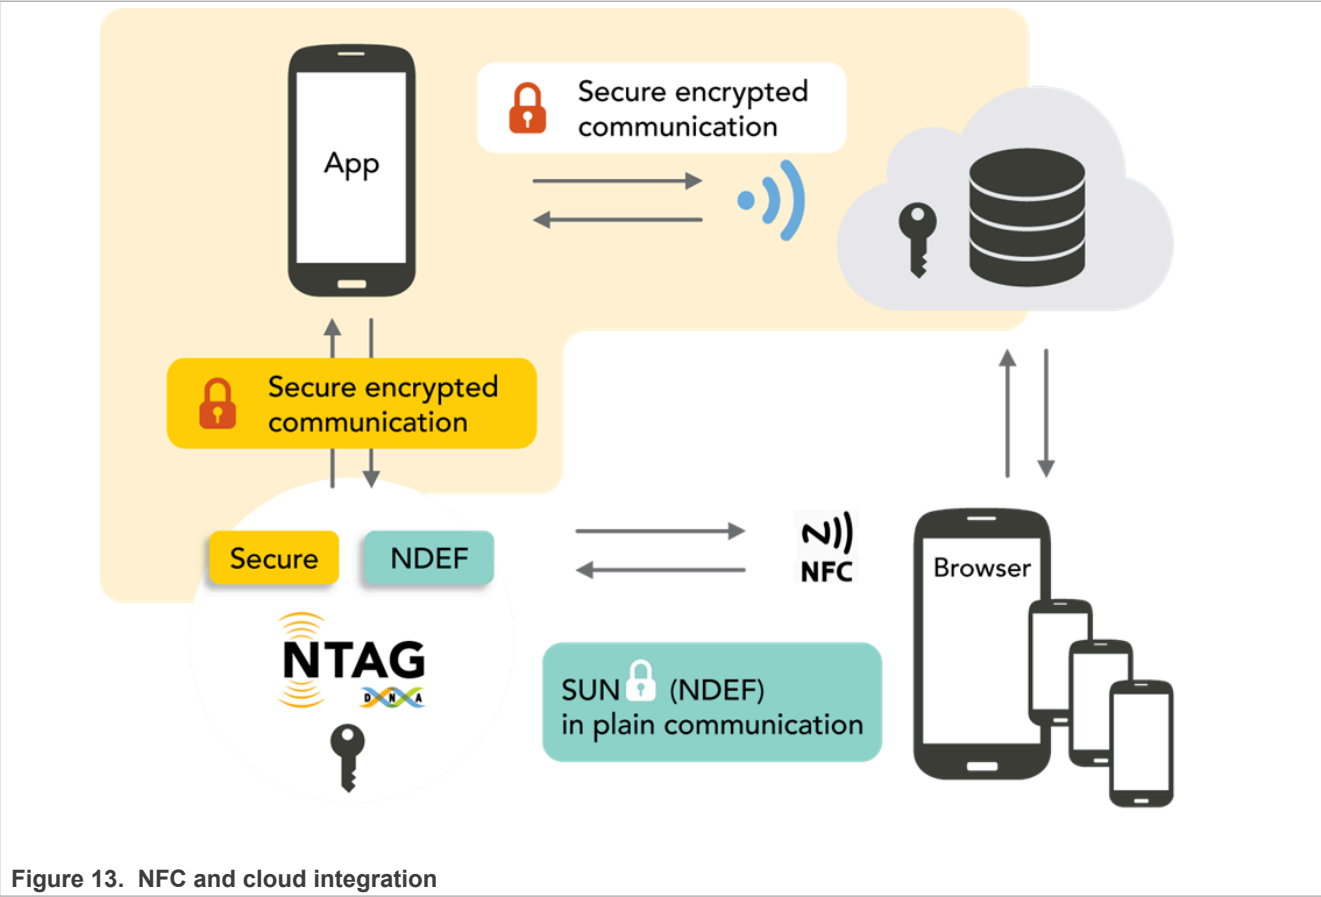 App
Secure encrypted
communication
Secure encrypted
communication
Secure
NDEF
NTAG
DNA
NFC
Browser
SUN (NDEF)
in plain communication
Figure 13. NFC and cloud integration